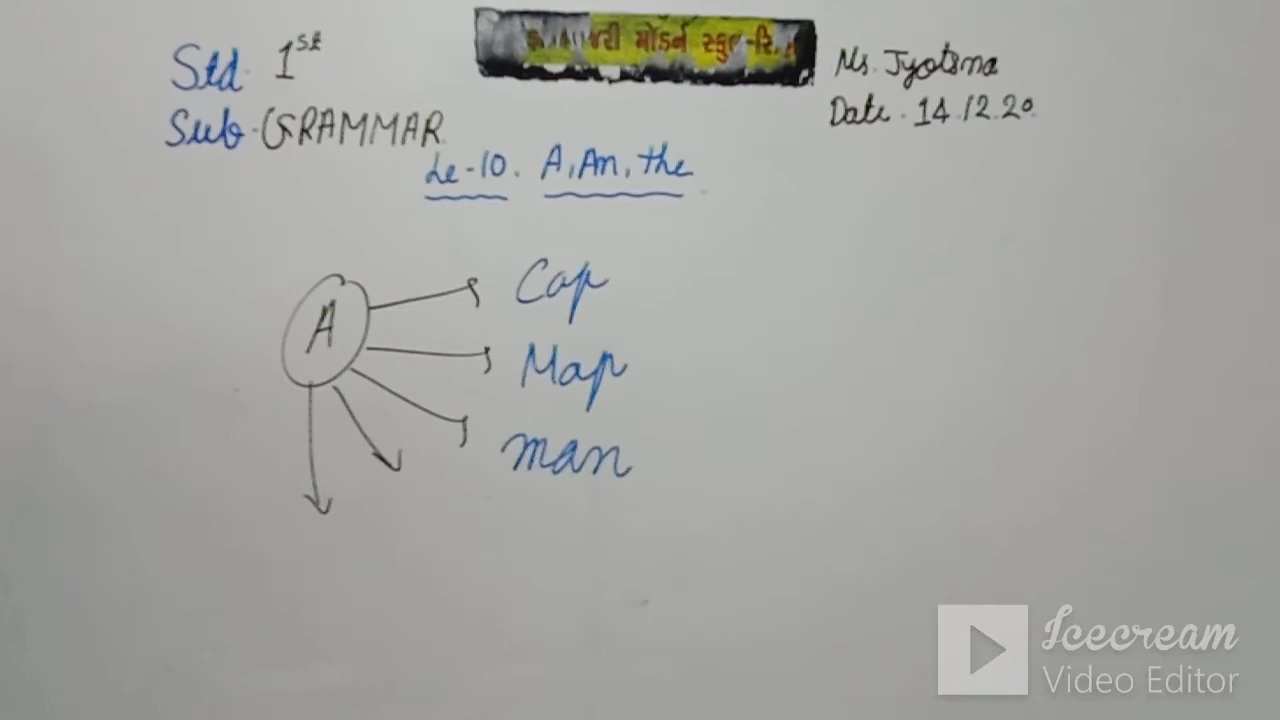 Std. 1st
મોડર્ન સ્કુલ
Ms. Jyotsna
Sub. GRAMMAR.
Date. 14.12.20.
Le-10. A, An, the
A
Cap
Map
man
Icecream
Video Editor